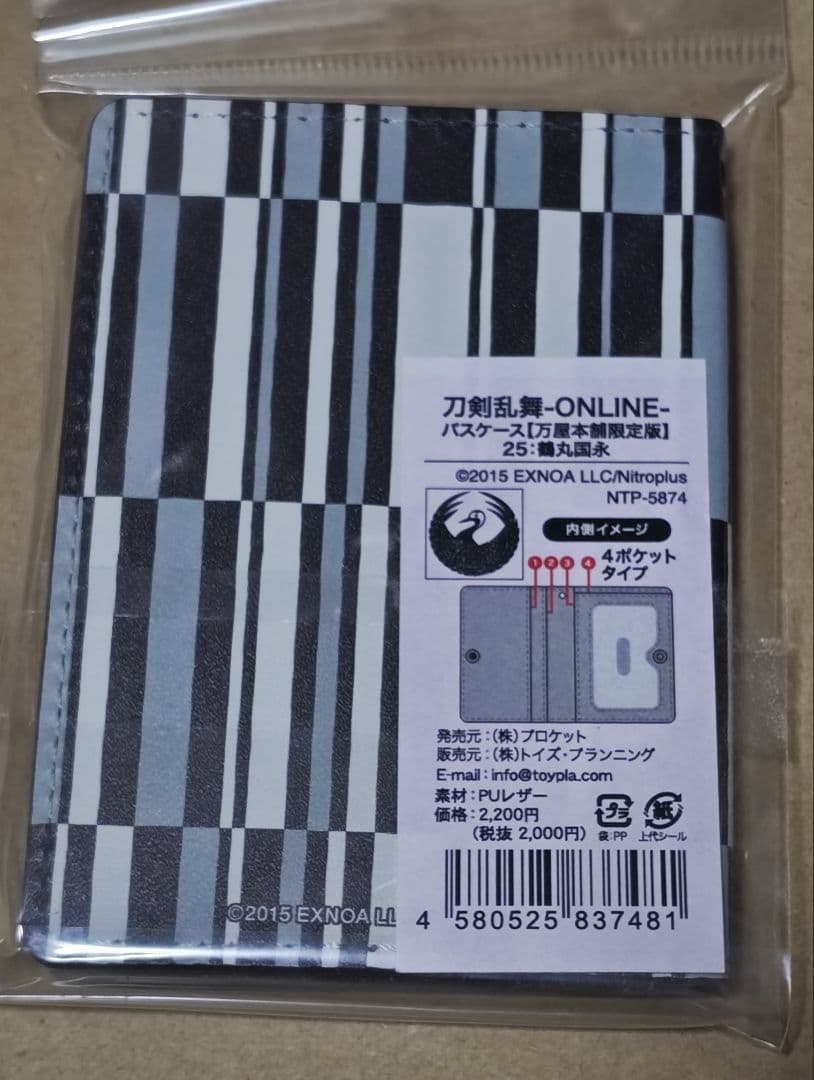 刀剣乱舞-ONLINE-
パスケース【万屋本舗限定版】
25:鶴丸国永
©2015 EXNOA LLC/Nitroplus
NTP-5874
内側イメージ
1 2 3 4
4ポケット
タイプ
発売元:(株)ブロケット
販売元:(株)トイズ・プランニング
E-mail:info@toypla.com
素材:PUレザー
価格:2,200円
(税抜 2,000円)
プラ
紙
袋:PP
上代シール
©2015 EXNOA LL
4 580525 837481